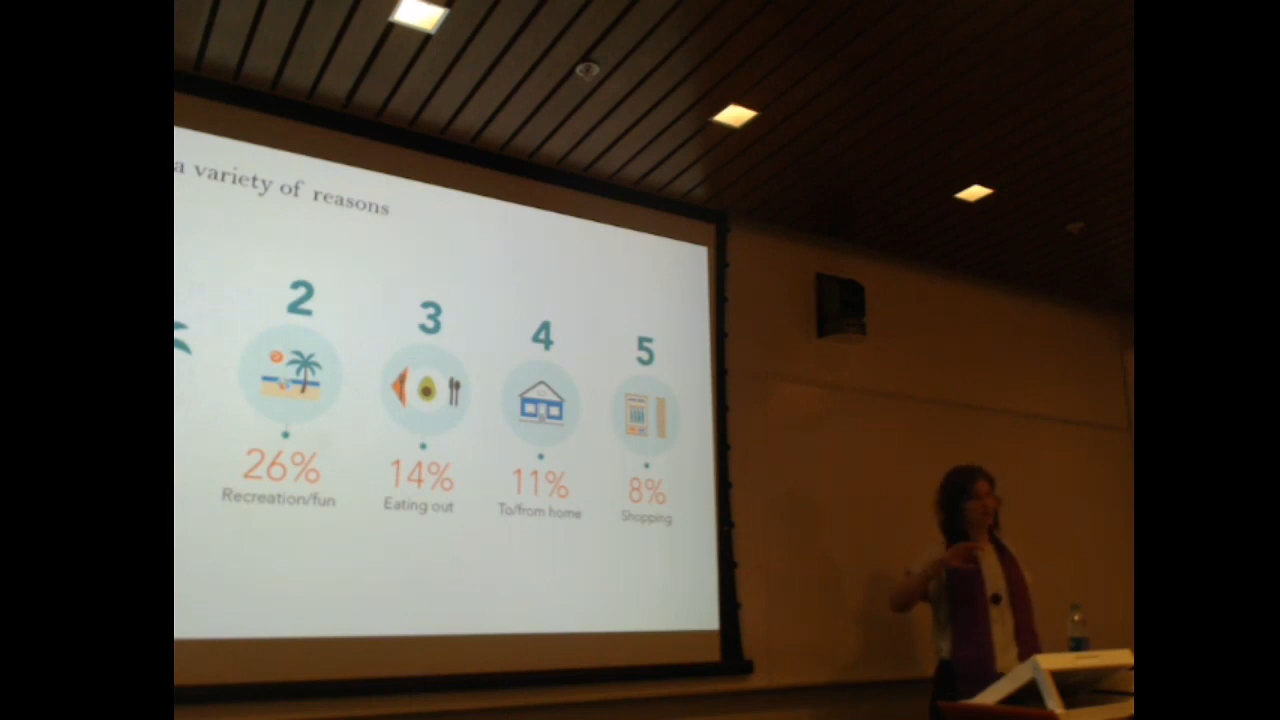 a variety of reasons
2 3 4 5
26% 14% 11% 8%
Recreation/fun Eating out To/from home Shopping